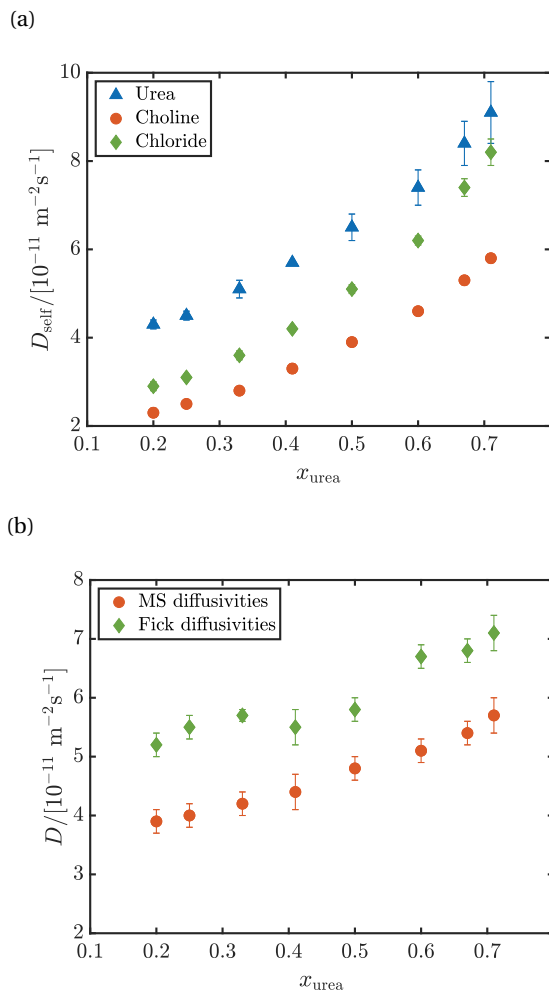 (a)
10
8
6
4
2
0.1 0.2 0.3 0.4 0.5 0.6 0.7
D_self/[10⁻¹¹ m⁻²s⁻¹]
x_urea
Urea
Choline
Chloride
(b)
8
7
6
5
4
3
2
0.1 0.2 0.3 0.4 0.5 0.6 0.7
D/[10⁻¹¹ m⁻²s⁻¹]
x_urea
MS diffusivities
Fick diffusivities